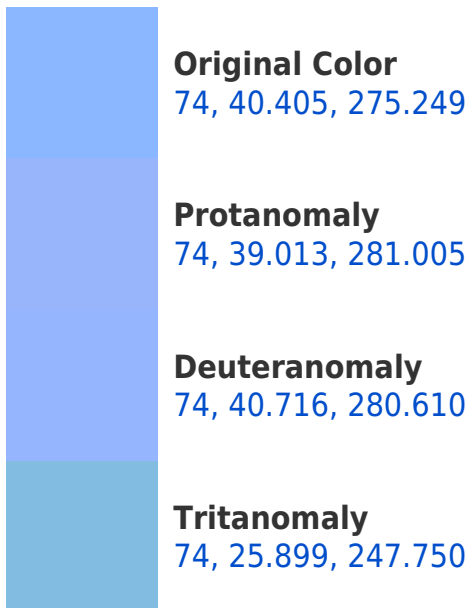 Original Color
74, 40.405, 275.249
Protanomaly
74, 39.013, 281.005
Deuteranomaly
74, 40.716, 280.610
Tritanomaly
74, 25.899, 247.750